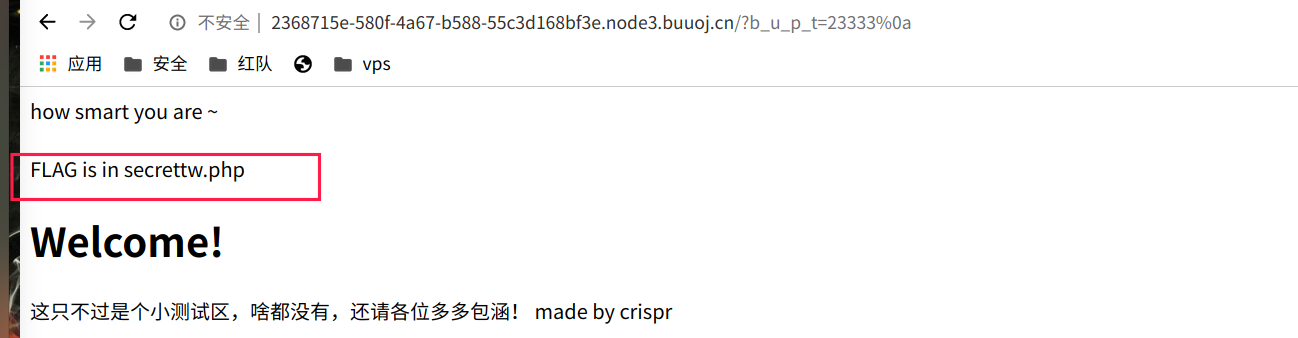 不安全 | 2368715e-580f-4a67-b588-55c3d168bf3e.node3.buuoj.cn/?b_u_p_t=23333%0a
应用 安全 红队 vps
how smart you are ~
FLAG is in secrettw.php
Welcome!
这只不过是个小测试区，啥都没有，还请各位多多包涵！ made by crispr